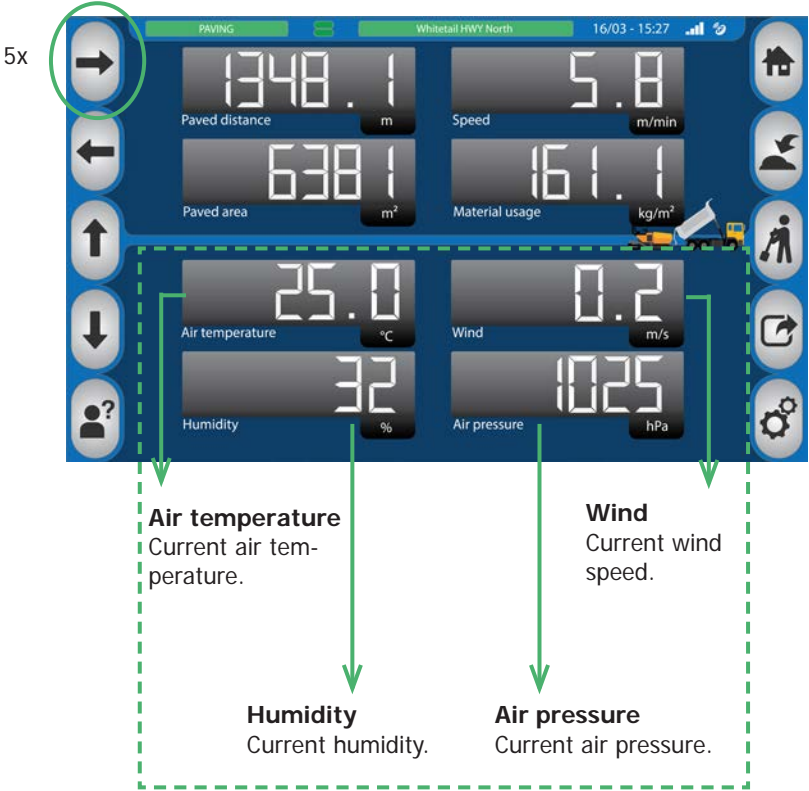 5x
PAVING
Whitetail HWY North
16/03 - 15:27
1348.1
Paved distance
m
5.8
Speed
m/min
6381
Paved area
m²
161.1
Material usage
kg/m²
25.0
Air temperature
°C
0.2
Wind
m/s
32
Humidity
%
1025
Air pressure
hPa
?
Air temperature
Current air tem-
perature.
Wind
Current wind
speed.
Humidity
Current humidity.
Air pressure
Current air pressure.